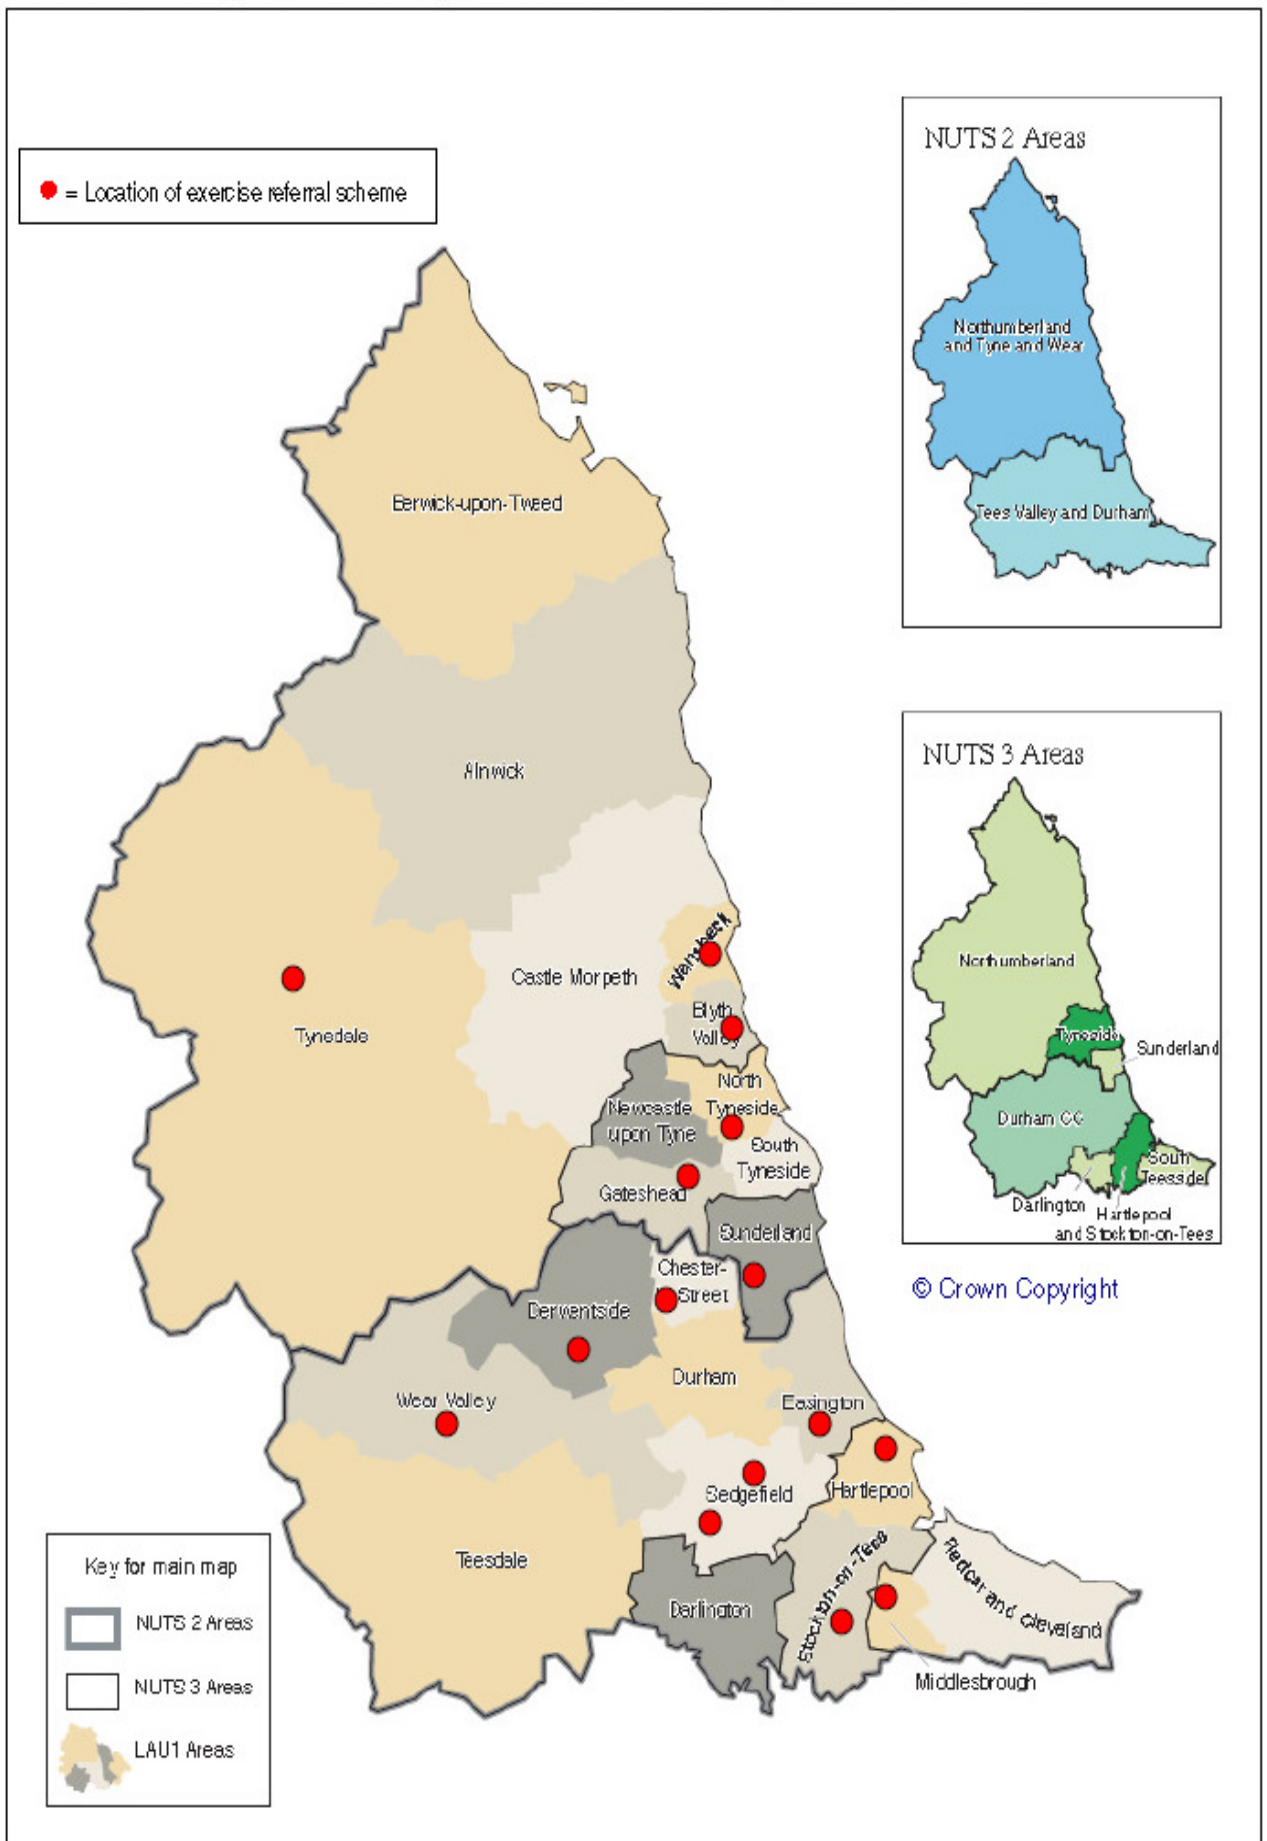 = Location of exercise referral scheme
NUTS 2 Areas
Northumberland
and Tyne and Wear
Tees Valley and Durham
Berwick-upon-Tweed
Alnwick
Castle Morpeth
Wansbeck
Blyth
Valley
Tynedale
North
Tyneside
Newcastle
upon Tyne
South
Tyneside
Gateshead
Sunderland
Chester-
Street
Derwentside
Durham
Wear Valley
Easington
Sedgefield
Hartlepool
Teesdale
Darlington
Stockton-on-Tees
Redcar and Cleveland
Middlesbrough
NUTS 3 Areas
Northumberland
Tyneside
Sunderland
Durham CC
South
Teesside
Darlington
Hartlepool
and Stockton-on-Tees
© Crown Copyright
Key for main map
NUTS 2 Areas
NUTS 3 Areas
LAU1 Areas